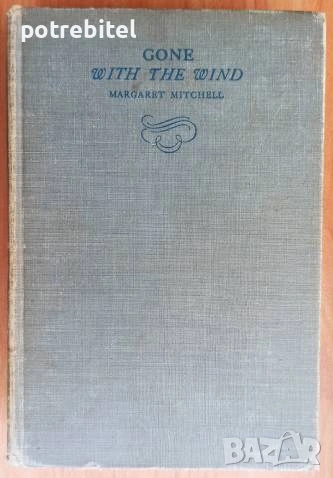 potrebitel
GONE
WITH THE WIND
MARGARET MITCHELL
BAZAR